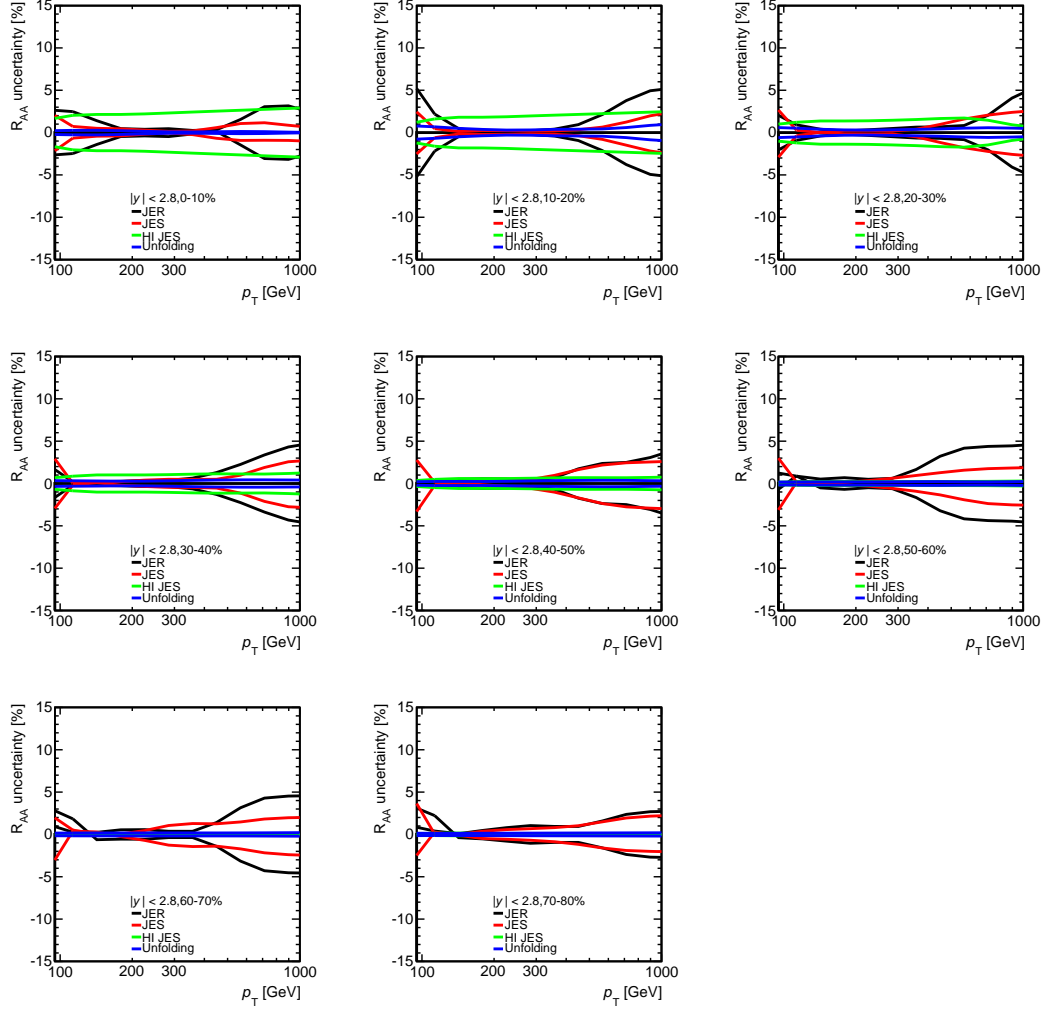 R_AA uncertainty [%]
15
10
5
0
-5
-10
-15
|y| < 2.8,0-10%
JER
JES
HI JES
Unfolding
100 200 300 1000
p_T [GeV]
R_AA uncertainty [%]
15
10
5
0
-5
-10
-15
|y| < 2.8,10-20%
JER
JES
HI JES
Unfolding
100 200 300 1000
p_T [GeV]
R_AA uncertainty [%]
15
10
5
0
-5
-10
-15
|y| < 2.8,20-30%
JER
JES
HI JES
Unfolding
100 200 300 1000
p_T [GeV]
R_AA uncertainty [%]
15
10
5
0
-5
-10
-15
|y| < 2.8,30-40%
JER
JES
HI JES
Unfolding
100 200 300 1000
p_T [GeV]
R_AA uncertainty [%]
15
10
5
0
-5
-10
-15
|y| < 2.8,40-50%
JER
JES
HI JES
Unfolding
100 200 300 1000
p_T [GeV]
R_AA uncertainty [%]
15
10
5
0
-5
-10
-15
|y| < 2.8,50-60%
JER
JES
HI JES
Unfolding
100 200 300 1000
p_T [GeV]
R_AA uncertainty [%]
15
10
5
0
-5
-10
-15
|y| < 2.8,60-70%
JER
JES
HI JES
Unfolding
100 200 300 1000
p_T [GeV]
R_AA uncertainty [%]
15
10
5
0
-5
-10
-15
|y| < 2.8,70-80%
JER
JES
HI JES
Unfolding
100 200 300 1000
p_T [GeV]